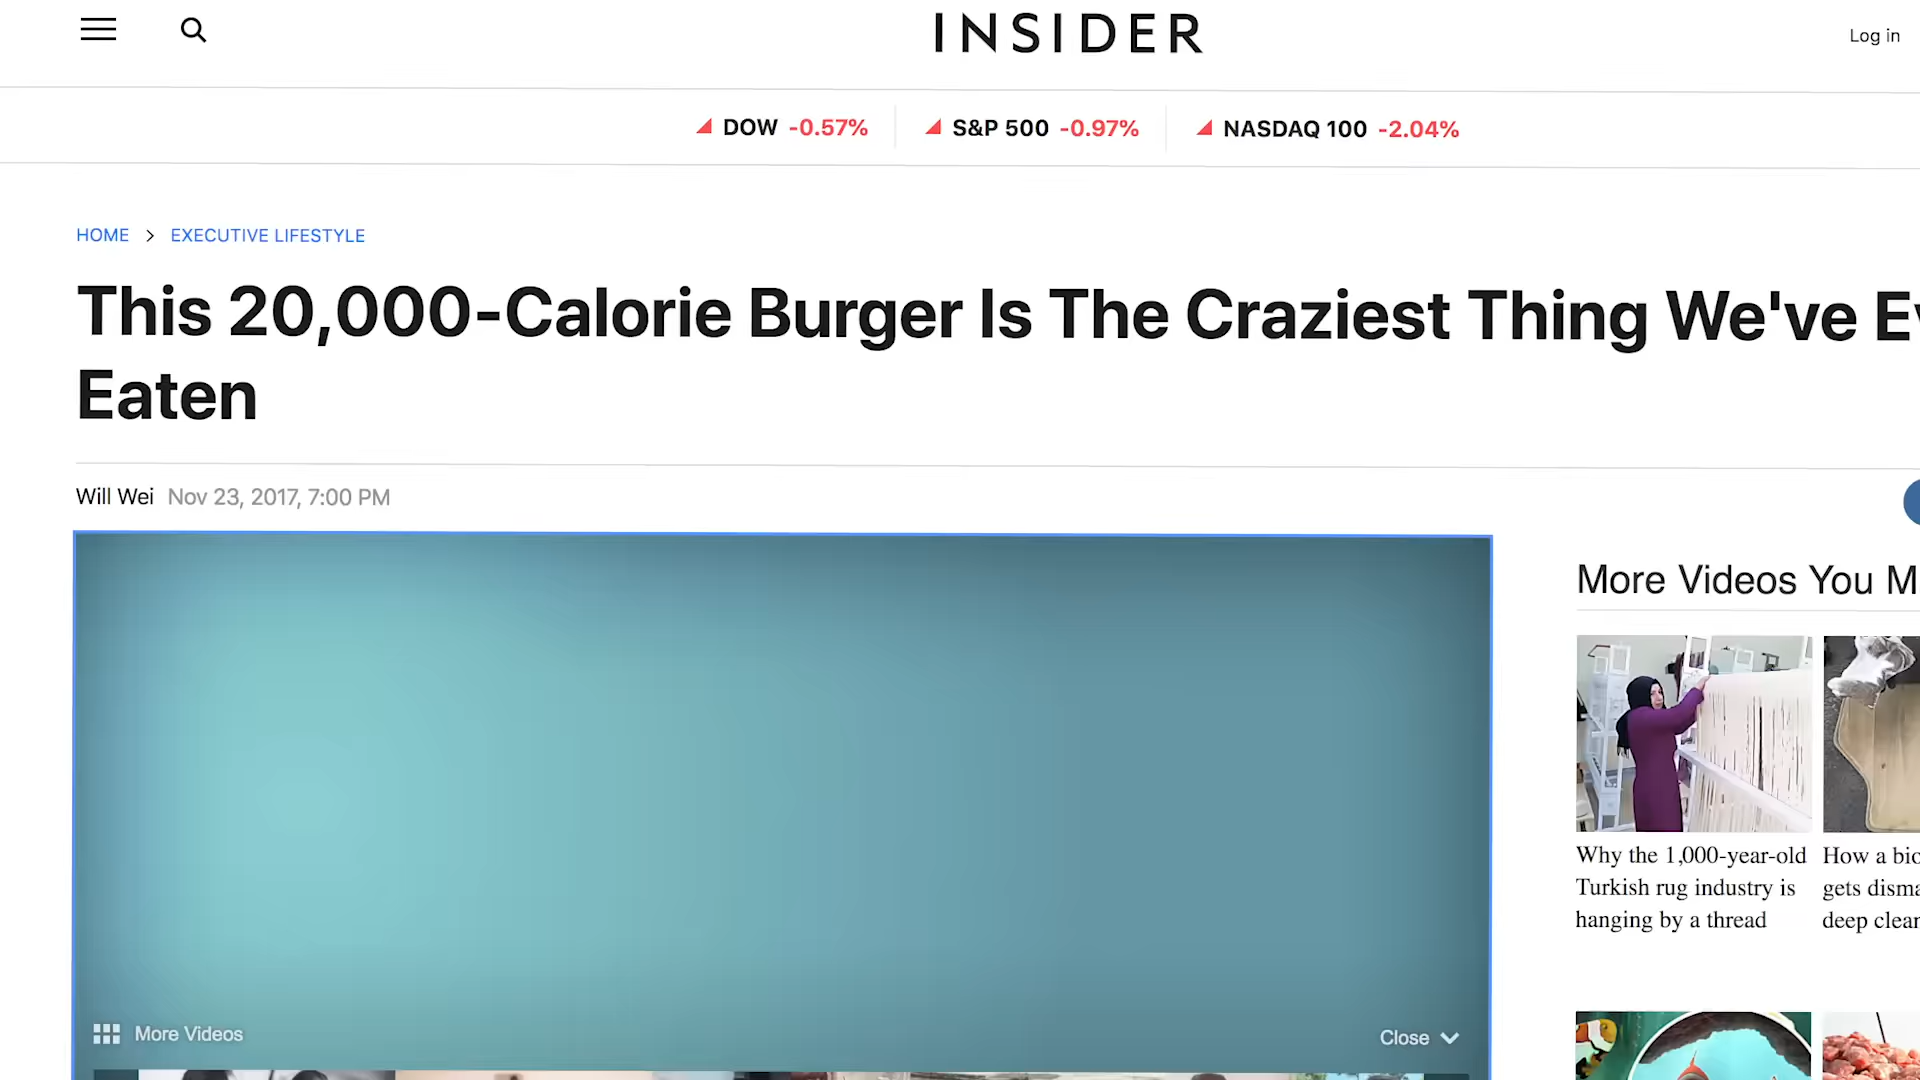 INSIDER
Log in
DOW -0.57%
S&P 500 -0.97%
NASDAQ 100 -2.04%
HOME > EXECUTIVE LIFESTYLE
This 20,000-Calorie Burger Is The Craziest Thing We've
Eaten
Will Wei Nov 23, 2017, 7:00 PM
More Videos You
Why the 1,000-year-old
Turkish rug industry is
hanging by a thread
How a
gets
deep
More Videos
Close